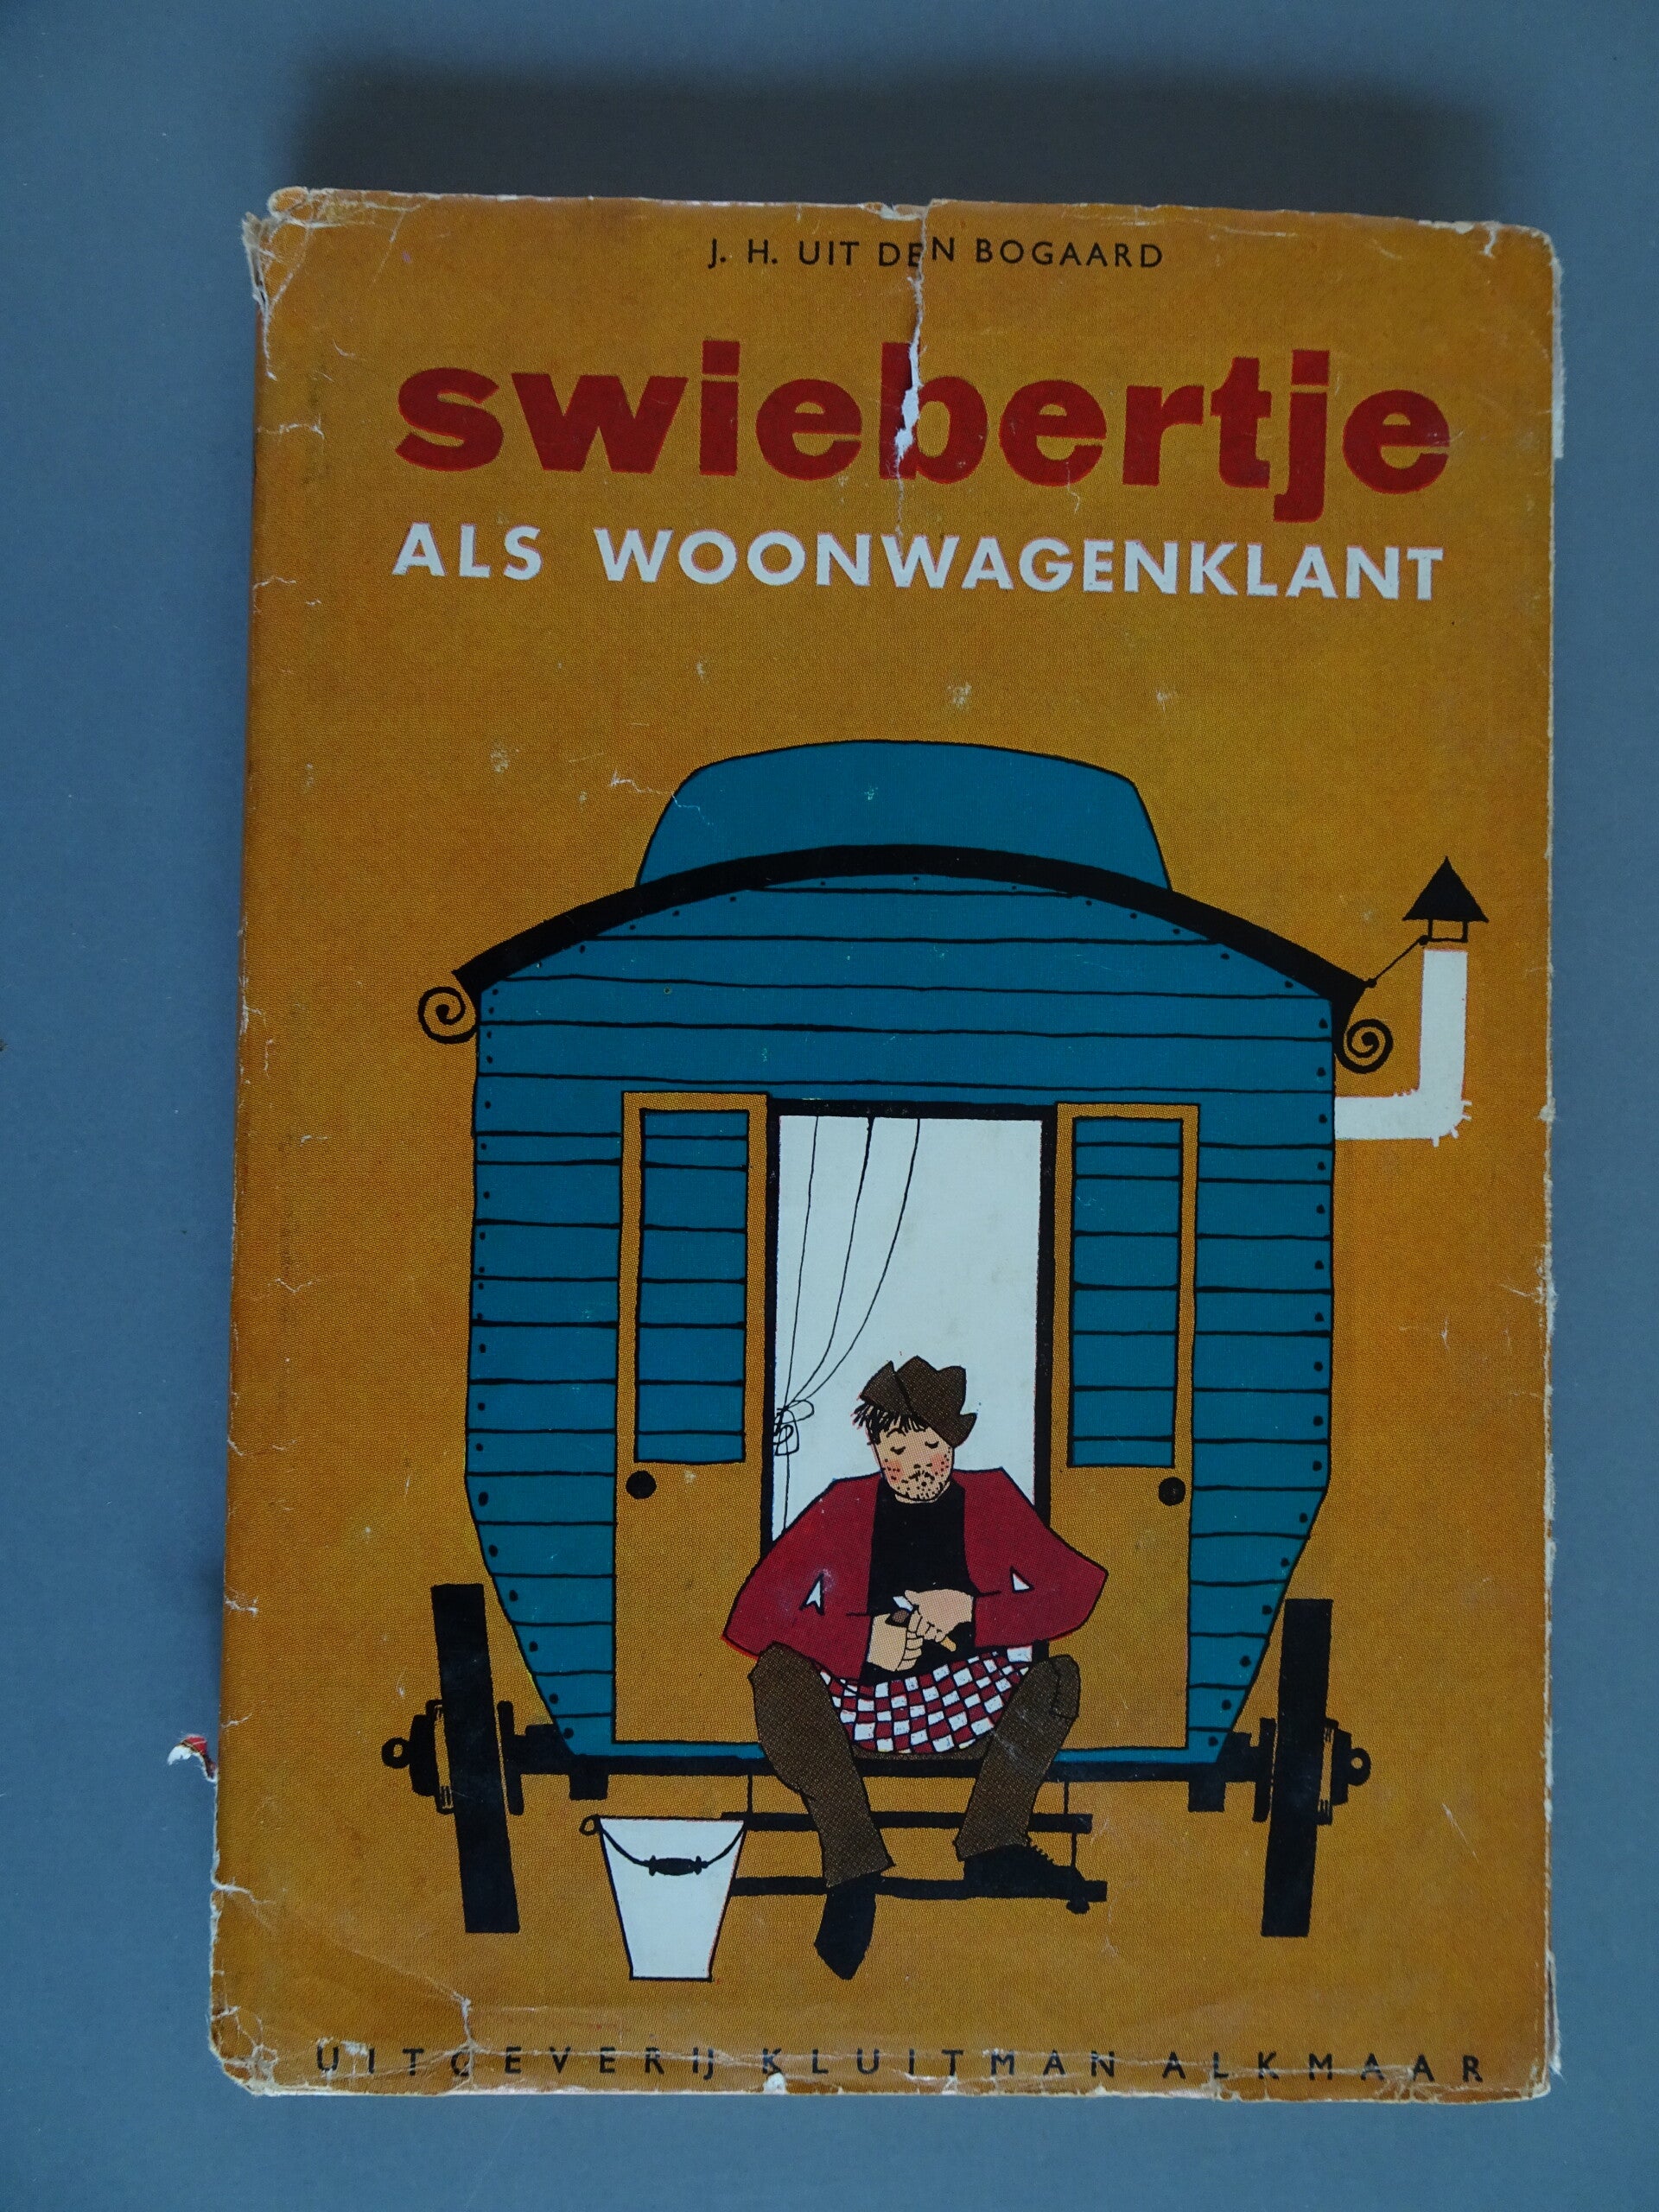 J. H. UIT DEN BOGAARD
swiebertje
ALS WOONWAGENKLANT
UITGEVERIJ KLUITMAN ALKMAAR